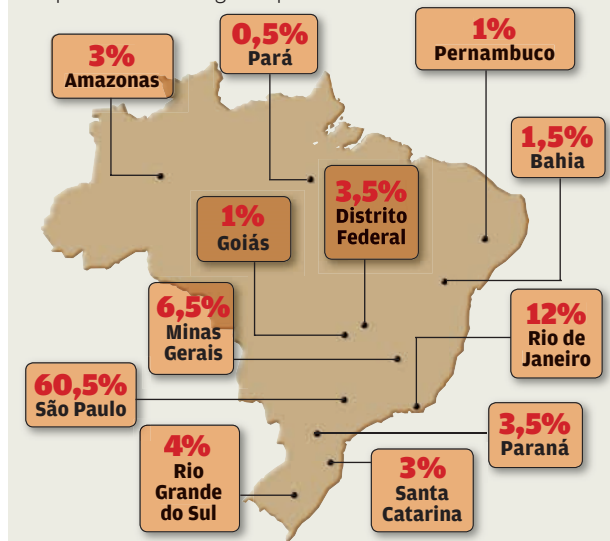 3%
Amazonas
0,5%
Pará
1%
Pernambuco
1,5%
Bahia
3,5%
Distrito
Federal
1%
Goiás
6,5%
Minas
Gerais
12%
Rio de
Janeiro
60,5%
São Paulo
3,5%
Paraná
4%
Rio
Grande
do Sul
3%
Santa
Catarina